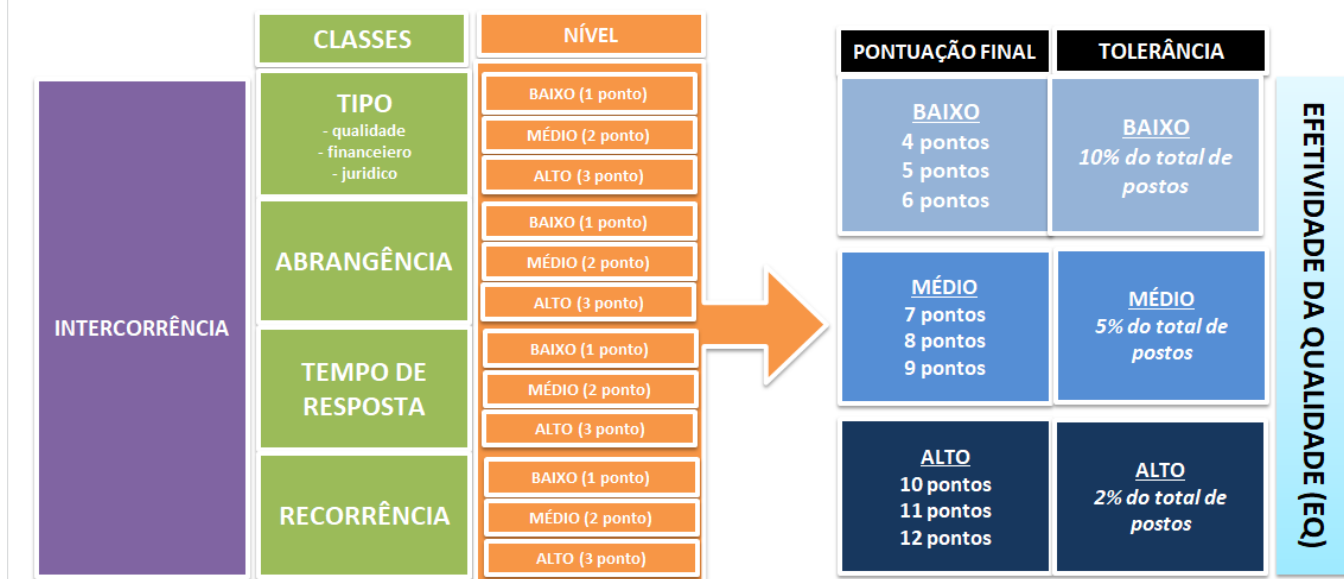 CLASSES
NÍVEL
INTERCORRÊNCIA
TIPO
- qualidade
- financeiero
- juridico
BAIXO (1 ponto)
MÉDIO (2 ponto)
ALTO (3 ponto)
ABRANGÊNCIA
BAIXO (1 ponto)
MÉDIO (2 ponto)
ALTO (3 ponto)
TEMPO DE
RESPOSTA
BAIXO (1 ponto)
MÉDIO (2 ponto)
ALTO (3 ponto)
RECORRÊNCIA
BAIXO (1 ponto)
MÉDIO (2 ponto)
ALTO (3 ponto)
PONTUAÇÃO FINAL
TOLERÂNCIA
BAIXO
4 pontos
5 pontos
6 pontos
BAIXO
10% do total de
postos
MÉDIO
7 pontos
8 pontos
9 pontos
MÉDIO
5% do total de
postos
ALTO
10 pontos
11 pontos
12 pontos
ALTO
2% do total de
postos
EFETIVIDADE DA QUALIDADE (EQ)